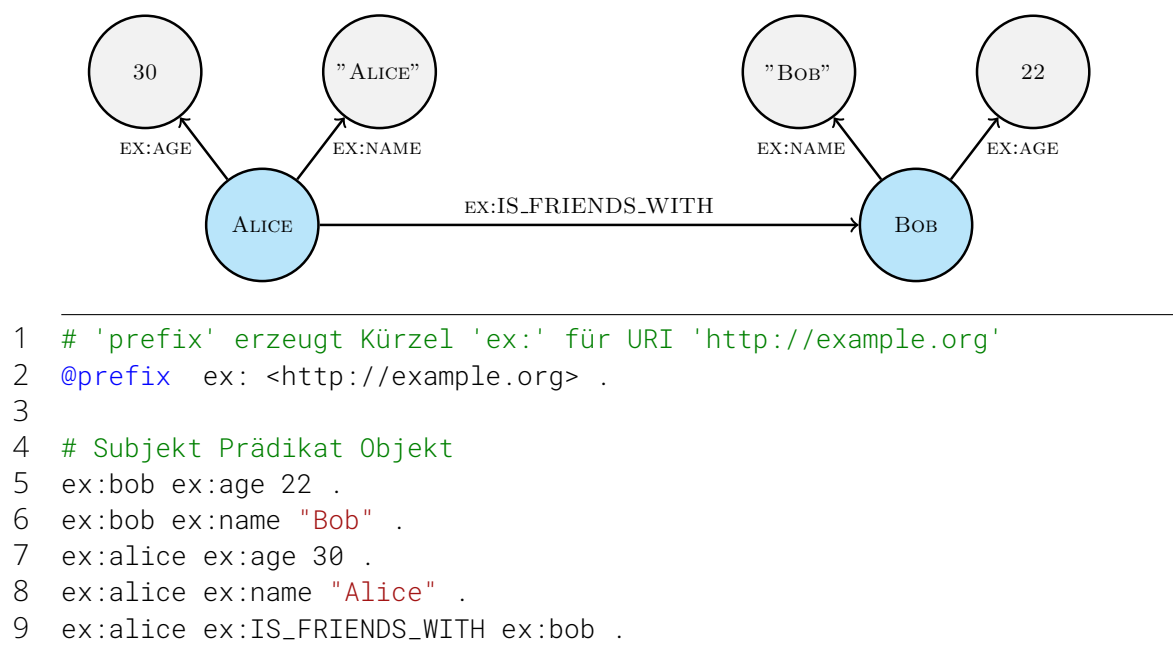 30 "Alice" "Bob" 22
ex:age ex:name ex:name ex:age
ex:IS_FRIENDS_WITH
Alice Bob
1 # 'prefix' erzeugt Kürzel 'ex:' für URI 'http://example.org'
2 @prefix  ex: <http://example.org> .
3
4 # Subjekt Prädikat Objekt
5 ex:bob ex:age 22 .
6 ex:bob ex:name "Bob" .
7 ex:alice ex:age 30 .
8 ex:alice ex:name "Alice" .
9 ex:alice ex:IS_FRIENDS_WITH ex:bob .